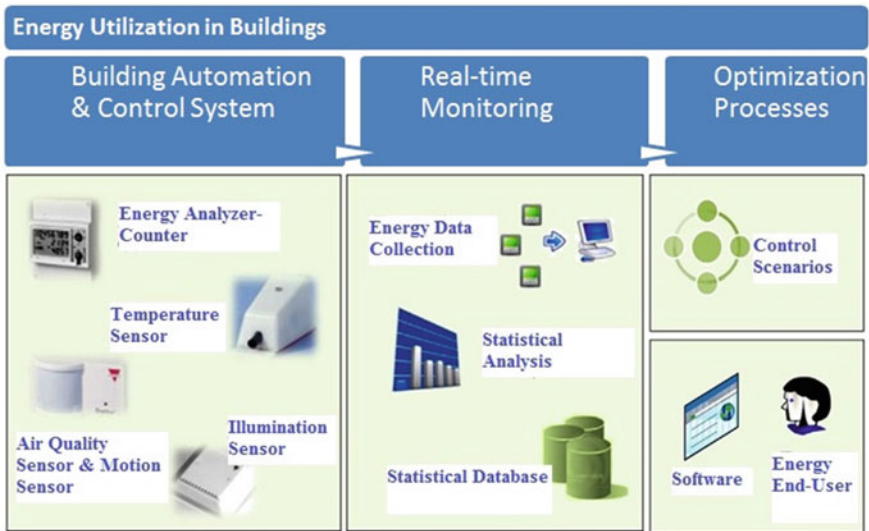 Energy Utilization in Buildings
Building Automation
& Control System
Real-time
Monitoring
Optimization
Processes
Energy Analyzer-
Counter
Temperature
Sensor
Air Quality
Sensor & Motion
Sensor
Illumination
Sensor
Energy Data
Collection
Statistical
Analysis
Statistical Database
Control
Scenarios
Software
Energy
End-User